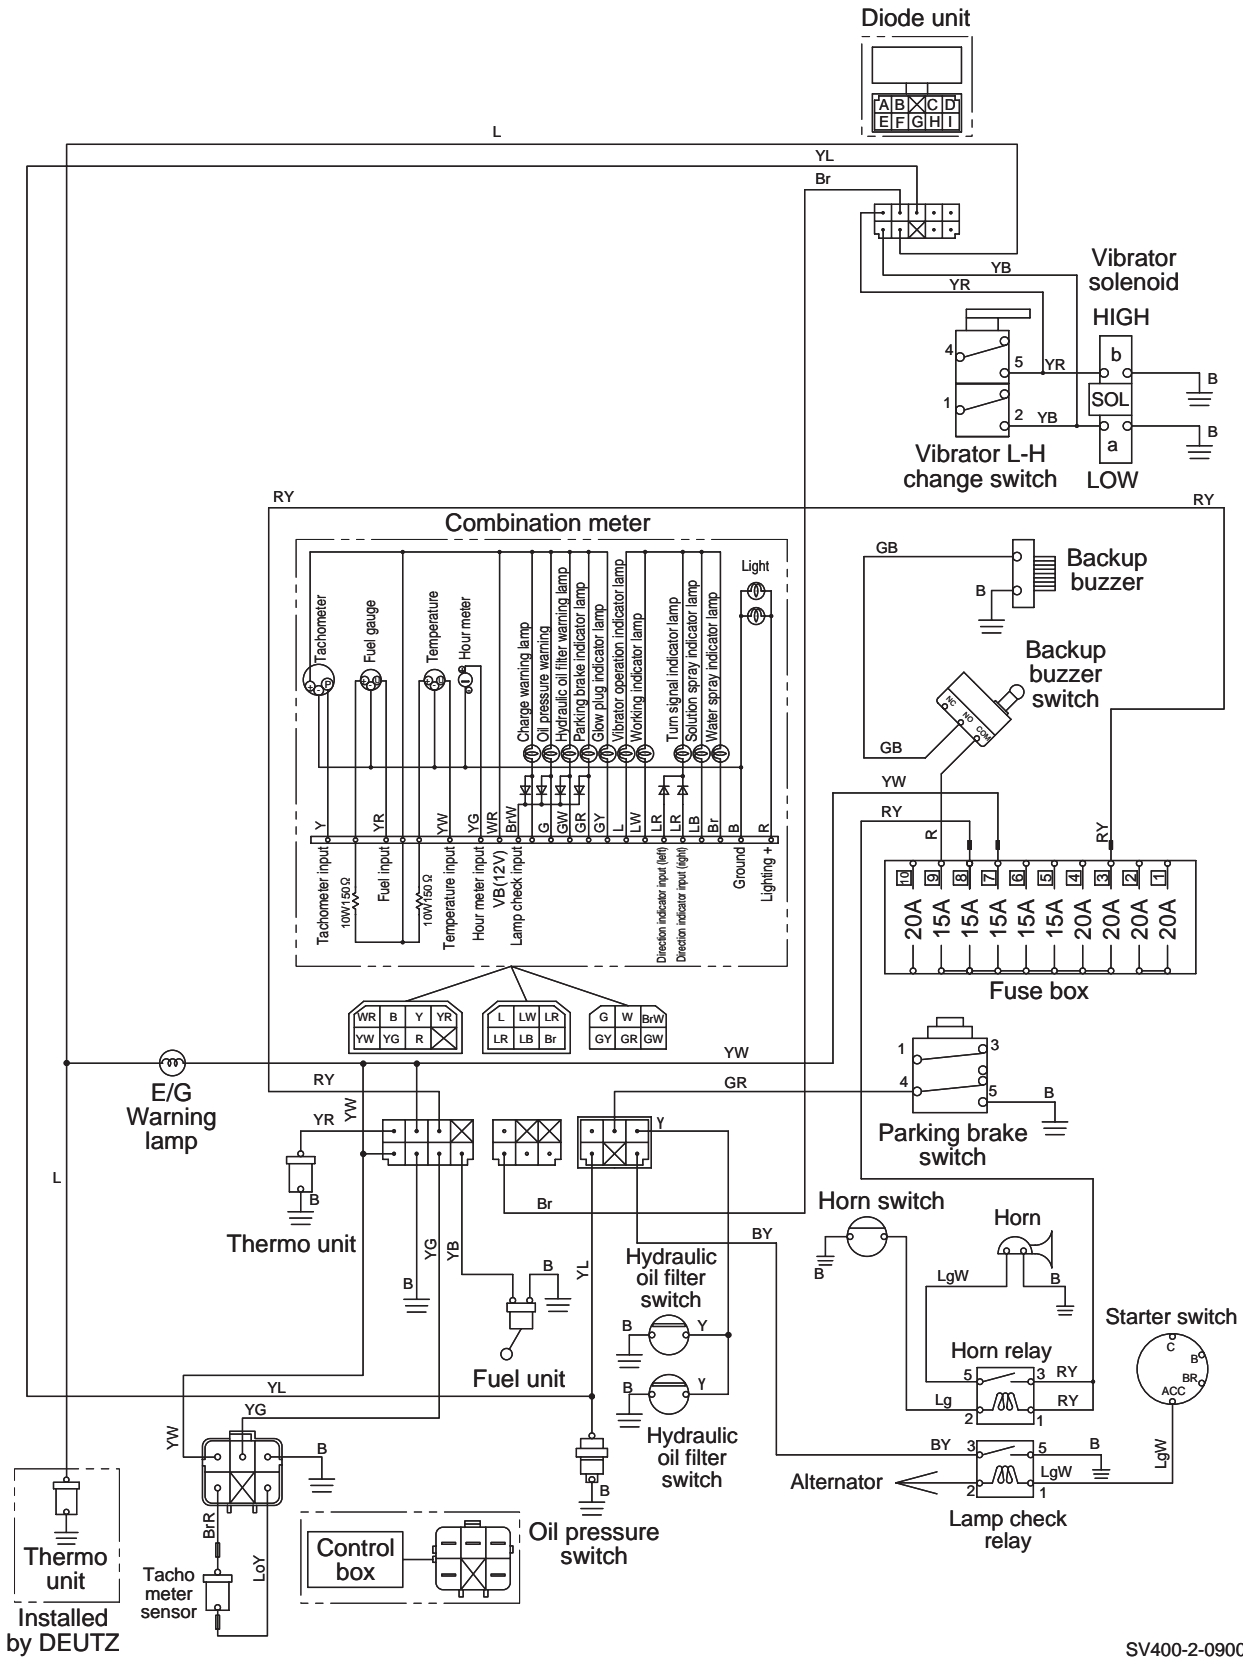 Diode unit
A B C D
E F G H I
L
YL
Br
YB
YR
Vibrator
solenoid
HIGH
4
5
YR
b
B
SOL
1
2
YB
a
B
LOW
Vibrator L-H
change switch
RY
RY
Combination meter
GB
B
Backup
buzzer
Light
Tachometer
Fuel gauge
Temperature
Hour meter
Charge warning lamp
Oil pressure warning
Hydraulic oil filter warning lamp
Parking brake indicator lamp
Glow plug indicator lamp
Vibrator operation indicator lamp
Working indicator lamp
Turn signal indicator lamp
Solution spray indicator lamp
Water spray indicator lamp
P
Backup
buzzer
switch
NC
NO
COM
GB
YW
RY
R
RY
Y
YR
YW
YG
WR
BrW
G
GW
GR
GY
L
LW
LR
LR
LB
Br
B
R
Tachometer input
10W150Ω
Fuel input
10W150Ω
Temperature input
Hour meter input
VB(12V)
Lamp check input
Direction indicator input (left)
Direction indicator input (right)
Ground
Lighting +
10 9 8 7 6 5 4 3 2 1
20A 15A 15A 15A 15A 15A 20A 20A 20A 20A
Fuse box
WR B Y YR
YW YG R
L LW LR
LR LB Br
G W BrW
GY GR GW
YW
E/G
Warning
lamp
RY
YW
YR
GR
1
3
4
5
B
Parking brake
switch
Y
B
Thermo unit
L
Br
YG
YB
B
B
Fuel unit
YL
BY
Hydraulic
oil filter
switch
B
Y
B
Y
Hydraulic
oil filter
switch
Horn switch
B
Horn
LgW
B
Starter switch
C
B
BR
ACC
Horn relay
5
3
RY
Lg
2
1
RY
YL
YG
YW
B
BY
3
5
B
LgW
Alternator
2
1
LgW
Lamp check
relay
B
Oil pressure
switch
BrR
LoY
Control
box
Thermo
unit
Tacho
meter
sensor
Installed
by DEUTZ
SV400-2-0900